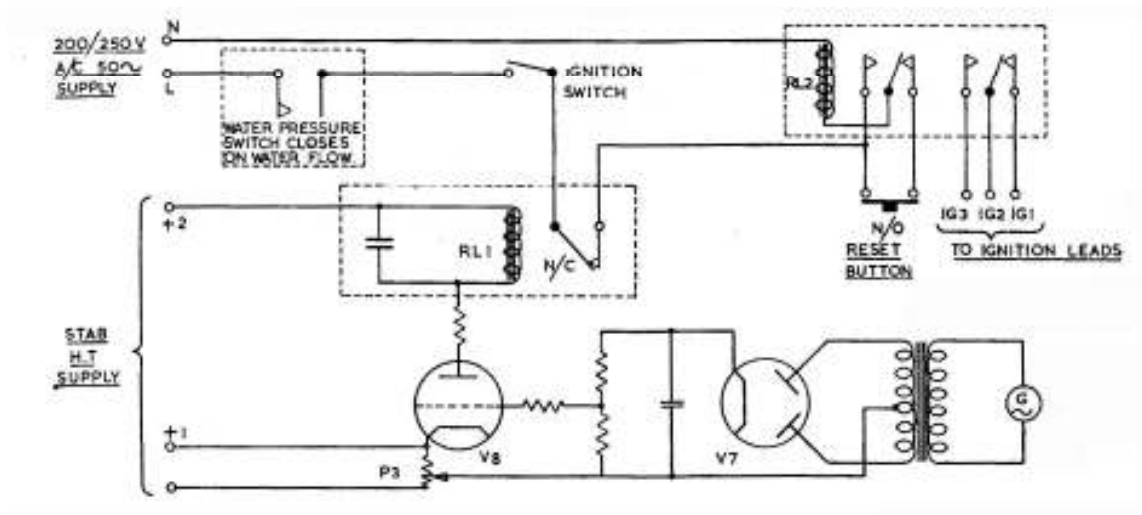 N
200/250 V
A/C 50~
SUPPLY
L
IGNITION
SWITCH
RL2
WATER PRESSURE
SWITCH CLOSES
ON WATER FLOW
+2
RL1
N/C
IG3 IG2 IG1
N/O
RESET
BUTTON
TO IGNITION LEADS
STAB
H.T
SUPPLY
G
+1
V8
V7
P3